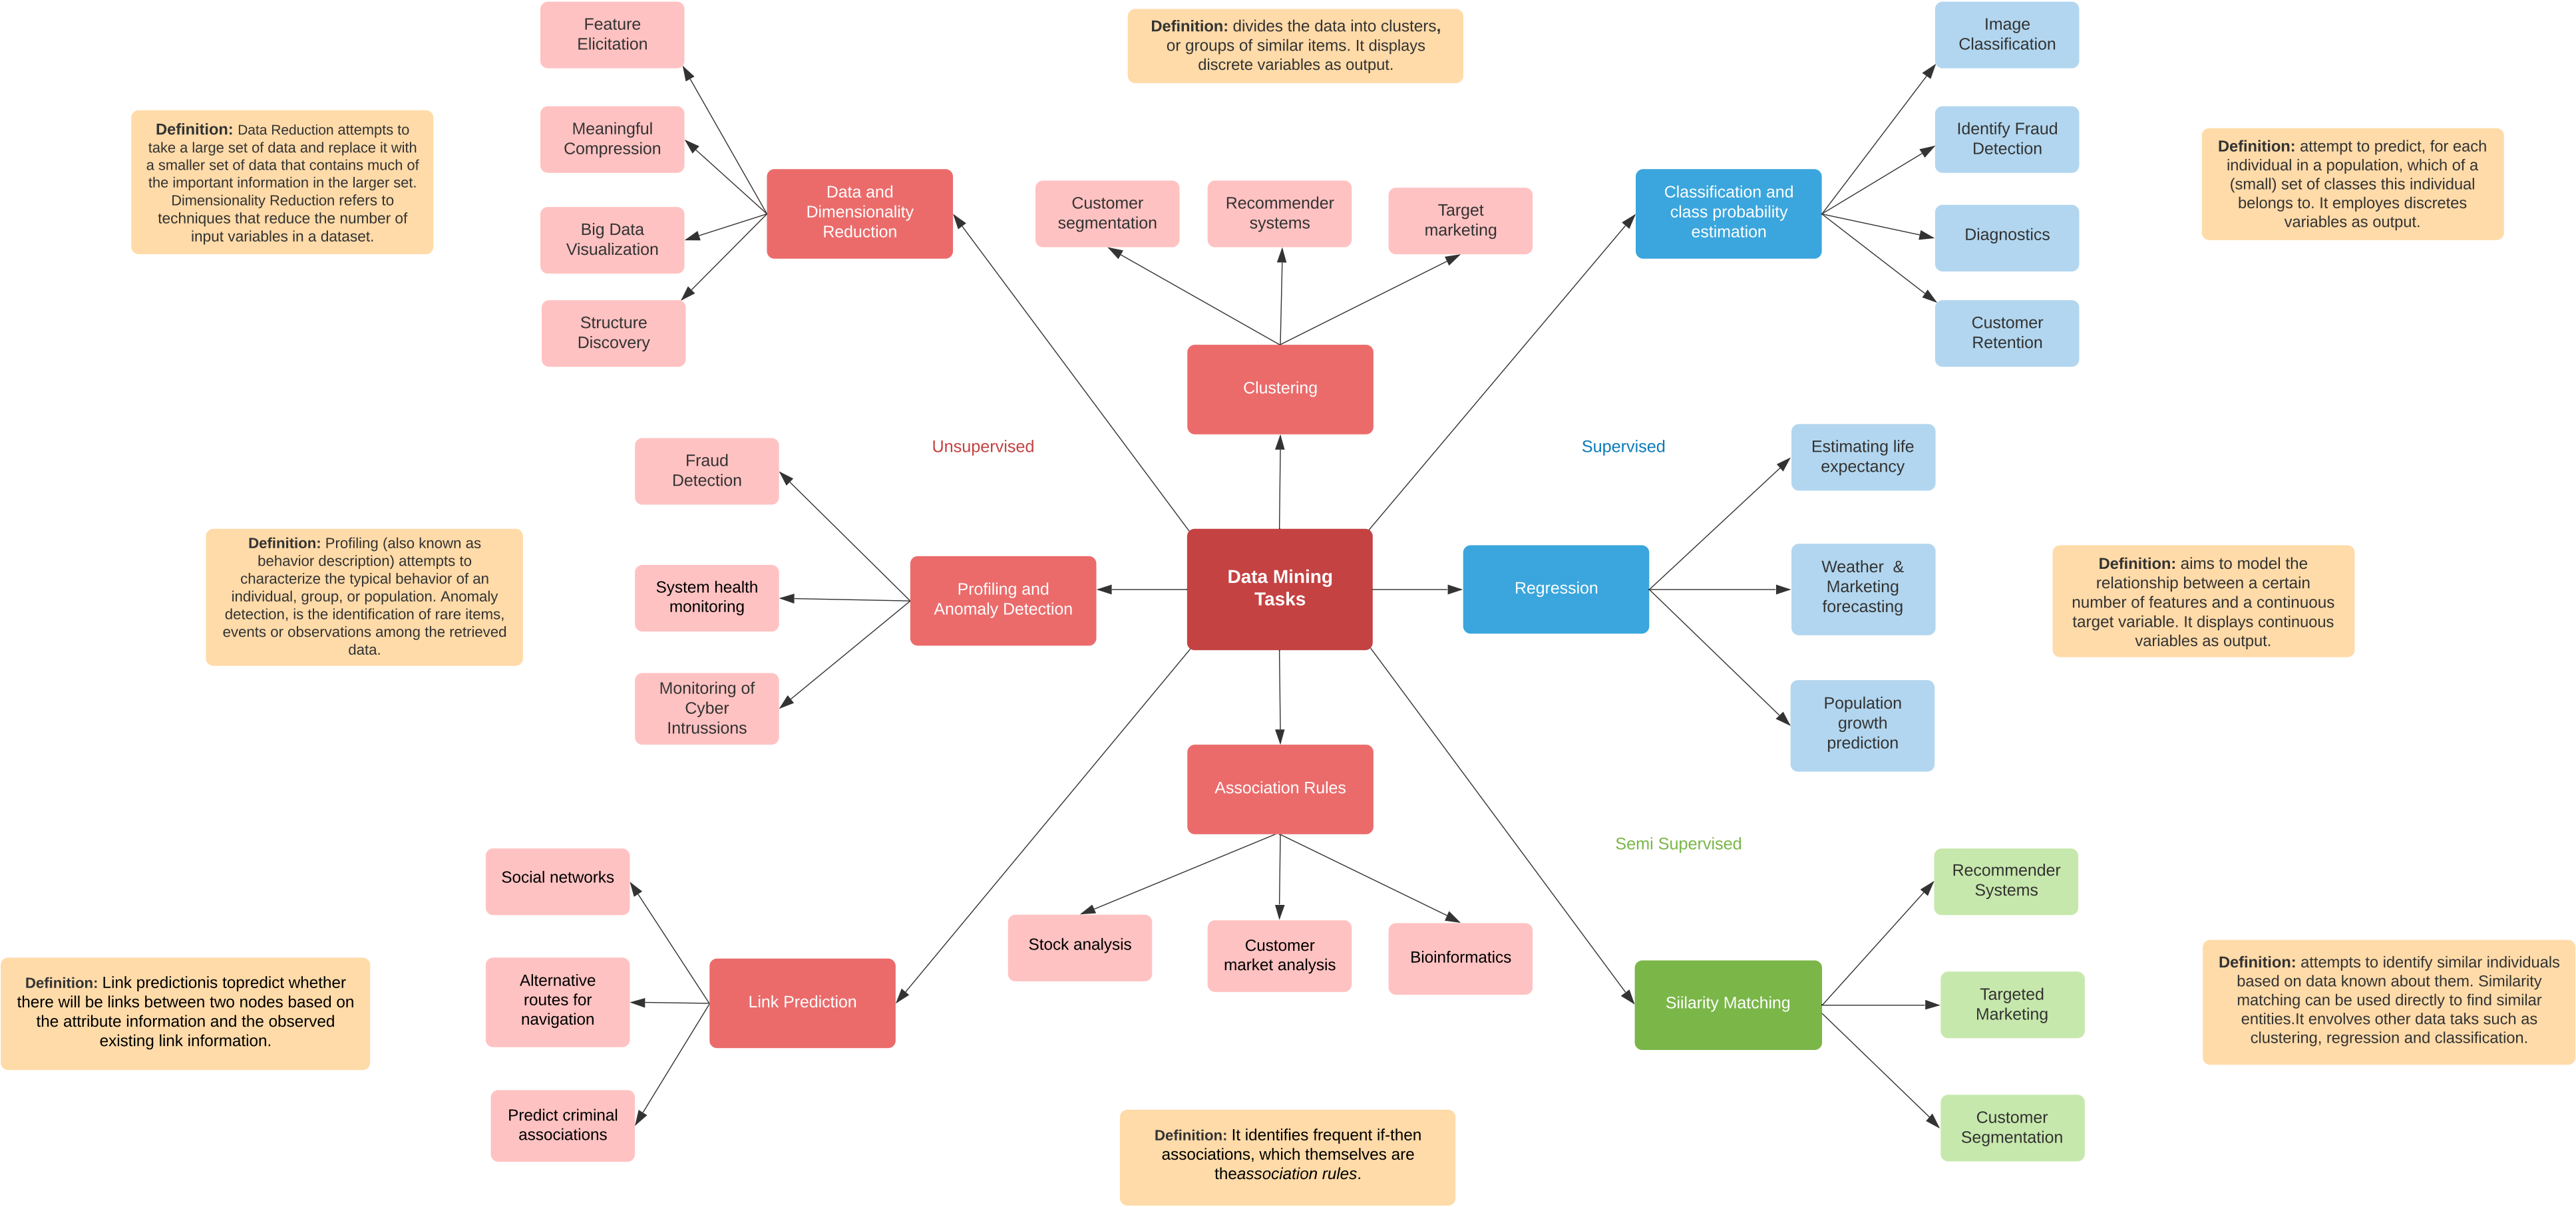 Feature
Elicitation
Meaningful
Compression
Big Data
Visualization
Structure
Discovery
Definition: Data Reduction attempts to
take a large set of data and replace it with
a smaller set of data that contains much of
the important information in the larger set.
Dimensionality Reduction refers to
techniques that reduce the number of
input variables in a dataset.
Data and
Dimensionality
Reduction
Definition: divides the data into clusters,
or groups of similar items. It displays
discrete variables as output.
Customer
segmentation
Recommender
systems
Target
marketing
Clustering
Classification and
class probability
estimation
Image
Classification
Identify Fraud
Detection
Diagnostics
Customer
Retention
Definition: attempt to predict, for each
individual in a population, which of a
(small) set of classes this individual
belongs to. It employes discretes
variables as output.
Unsupervised
Supervised
Fraud
Detection
System health
monitoring
Monitoring of
Cyber
Intrussions
Definition: Profiling (also known as
behavior description) attempts to
characterize the typical behavior of an
individual, group, or population. Anomaly
detection, is the identification of rare items,
events or observations among the retrieved
data.
Profiling and
Anomaly Detection
Data Mining
Tasks
Regression
Estimating life
expectancy
Weather &
Marketing
forecasting
Population
growth
prediction
Definition: aims to model the
relationship between a certain
number of features and a continuous
target variable. It displays continuous
variables as output.
Association Rules
Stock analysis
Customer
market analysis
Bioinformatics
Semi Supervised
Social networks
Alternative
routes for
navigation
Predict criminal
associations
Definition: Link predictionis topredict whether
there will be links between two nodes based on
the attribute information and the observed
existing link information.
Link Prediction
Siilarity Matching
Recommender
Systems
Targeted
Marketing
Customer
Segmentation
Definition: attempts to identify similar individuals
based on data known about them. Similarity
matching can be used directly to find similar
entities.It envolves other data taks such as
clustering, regression and classification.
Definition: It identifies frequent if-then
associations, which themselves are
theassociation rules.